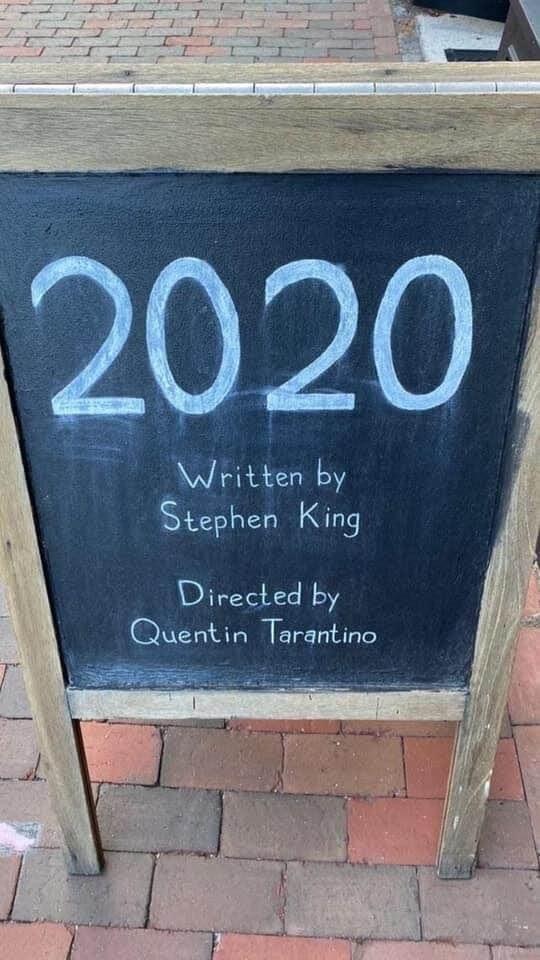 2020
Written by
Stephen King
Directed by
Quentin Tarantino